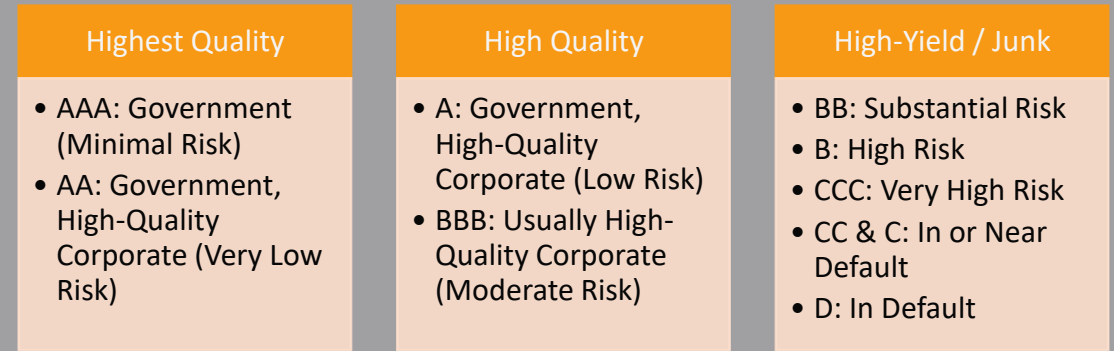 Highest Quality
• AAA: Government
(Minimal Risk)
• AA: Government,
High-Quality
Corporate (Very Low
Risk)
High Quality
• A: Government,
High-Quality
Corporate (Low Risk)
• BBB: Usually High-
Quality Corporate
(Moderate Risk)
High-Yield / Junk
• BB: Substantial Risk
• B: High Risk
• CCC: Very High Risk
• CC & C: In or Near
Default
• D: In Default